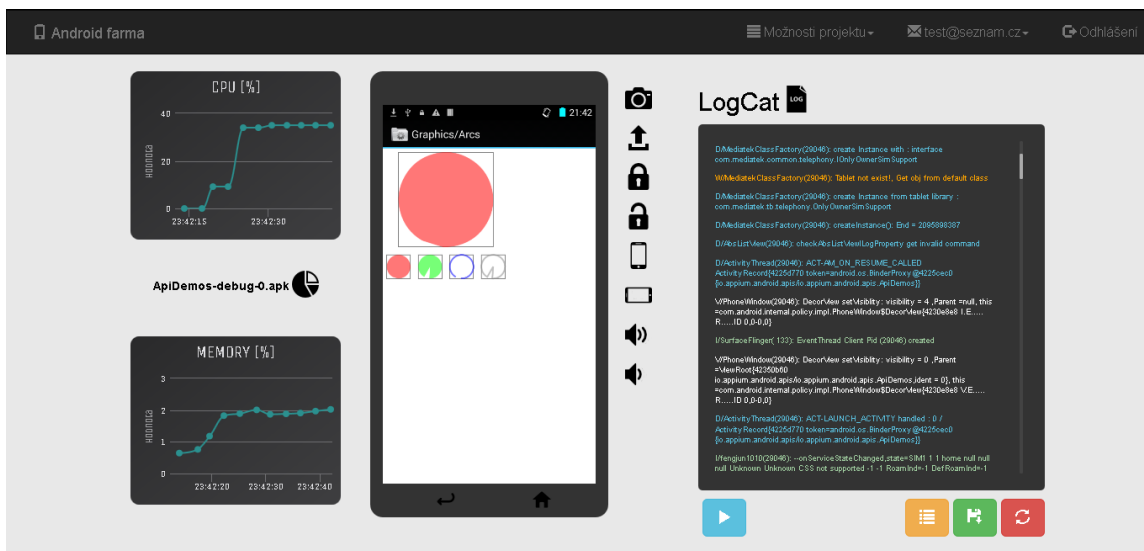 Android farma
Možnosti projektu
test@seznam.cz
Odhlášení
CPU [%]
40
20
0
Hodnota
23:42:15 23:42:30
ApiDemos-debug-0.apk
MEMORY [%]
3
2
1
0
Hodnota
23:42:20 23:42:30 23:42:40
21:42
Graphics/Arcs
LogCat
LOG
D/MediatekClassFactory(29046): create Instance with : interface
com.mediatek.common.telephony.IOnlyOwnerSimSupport
W/MediatekClassFactory(29046): Tablet not exist!, Get obj from default class
D/MediatekClassFactory(29046): create Instance from tablet library :
com.mediatek.tb.telephony.OnlyOwnerSimSupport
D/MediatekClassFactory(29046): createInstance(): End = 2095898387
D/AbsListView(29046): checkAbsListViewlLogProperty get invalid command
D/ActivityThread(29046): ACT-AM_ON_RESUME_CALLED
ActivityRecord{4225d770 token=android.os.BinderProxy@4225cec0
{io.appium.android.apis/io.appium.android.apis.ApiDemos}}
V/PhoneWindow(29046): DecorView setVisiblity: visibility = 4 ,Parent =null, this
=com.android.internal.policy.impl.PhoneWindow$DecorView{4230e8e8 I.E.....
R.....ID 0,0-0,0}
I/SurfaceFlinger( 133): EventThread Client Pid (29046) created
V/PhoneWindow(29046): DecorView setVisiblity: visibility = 0 ,Parent
=ViewRoot{42350b60
io.appium.android.apis/io.appium.android.apis.ApiDemos,ident = 0}, this
=com.android.internal.policy.impl.PhoneWindow$DecorView{4230e8e8 V.E.....
R.....ID 0,0-0,0}
D/ActivityThread(29046): ACT-LAUNCH_ACTIVITY handled : 0 /
ActivityRecord{4225d770 token=android.os.BinderProxy@4225cec0
{io.appium.android.apis/io.appium.android.apis.ApiDemos}}
I/fengjun1010(29046): --onServiceStateChanged,state=SIM1 1 1 home null null
null Unknown Unknown CSS not supported -1 -1 RoamInd=-1 DefRoamInd=-1